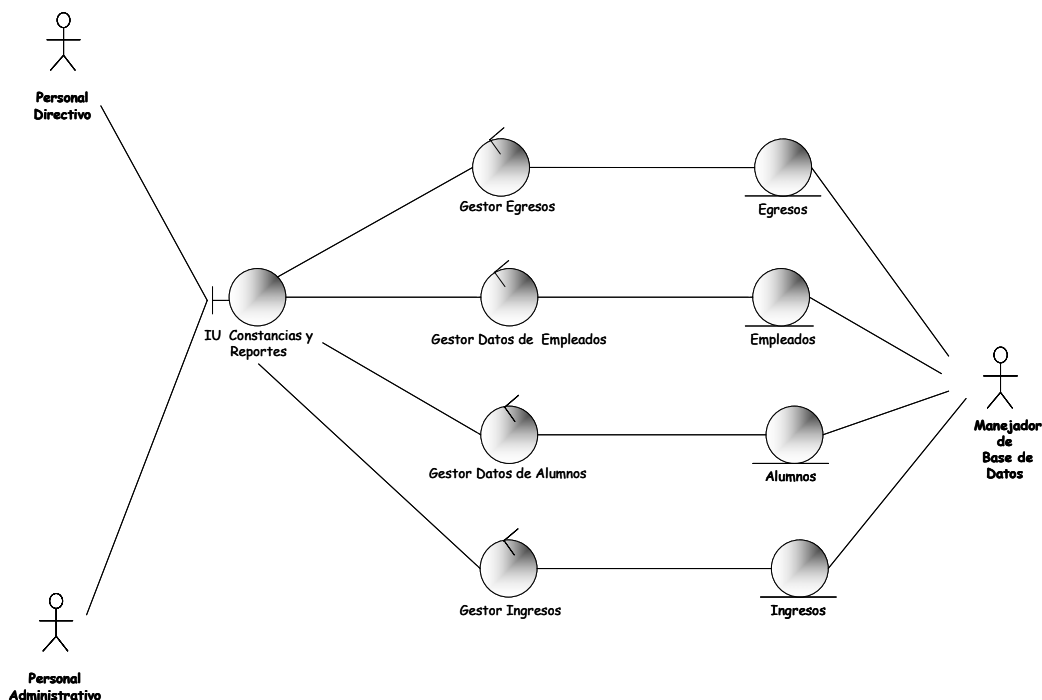 Personal
Directivo
Gestor Egresos
Egresos
IU Constancias y
Reportes
Gestor Datos de Empleados
Empleados
Manejador
de
Base de
Datos
Gestor Datos de Alumnos
Alumnos
Gestor Ingresos
Ingresos
Personal
Administrativo